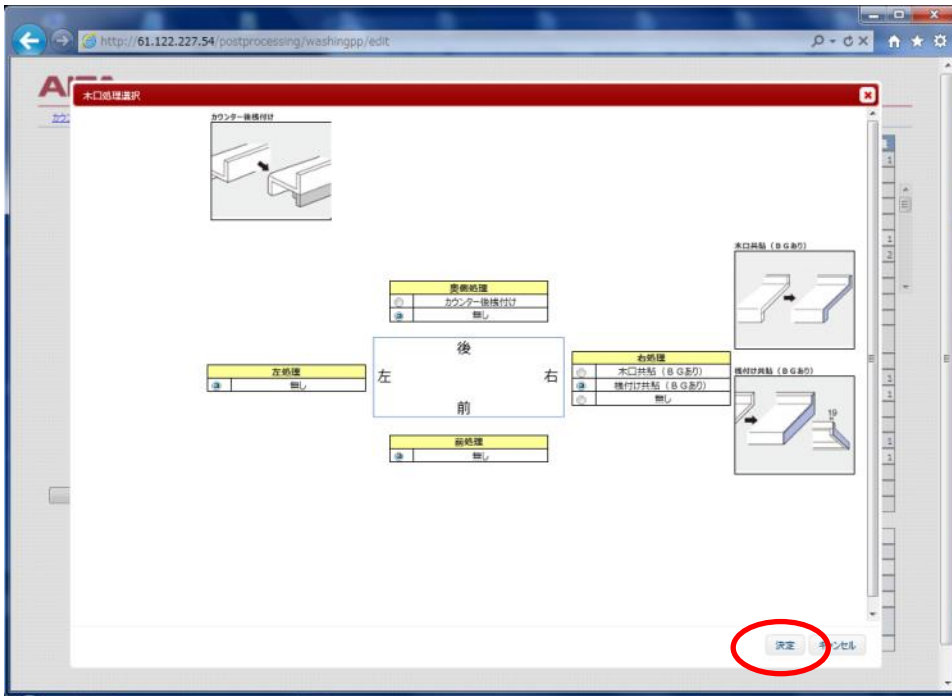 http://61.122.227.54/postprocessing/washingpp/edit
木口処理選択
カウンター後桟付け
木口共貼（ＢＧあり）
奥側処理
カウンター後桟付け
無し
後
左処理
無し
左
右
右処理
木口共貼（ＢＧあり）
桟付け共貼（ＢＧあり）
無し
桟付け共貼（ＢＧあり）
19
前
前処理
無し
決定
キャンセル